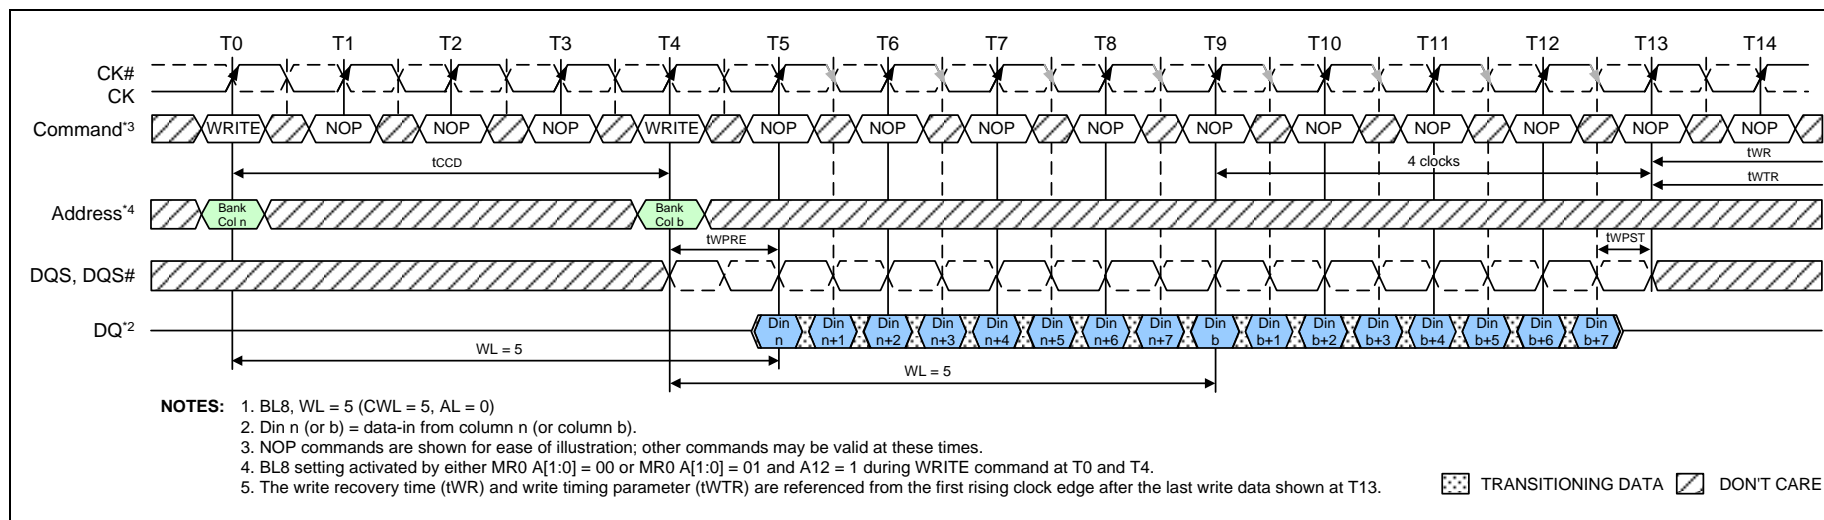 T0 T1 T2 T3 T4 T5 T6 T7 T8 T9 T10 T11 T12 T13 T14
CK#
CK
Command*3 WRITE NOP NOP NOP WRITE NOP NOP NOP NOP NOP NOP NOP NOP NOP NOP
tCCD 4 clocks tWR
tWTR
Address*4 Bank Col n Bank Col b
tWPRE tWPST
DQS, DQS#
DQ*2 Din n Din n+1 Din n+2 Din n+3 Din n+4 Din n+5 Din n+6 Din n+7 Din b Din b+1 Din b+2 Din b+3 Din b+4 Din b+5 Din b+6 Din b+7
WL = 5
WL = 5
NOTES: 1. BL8, WL = 5 (CWL = 5, AL = 0)
2. Din n (or b) = data-in from column n (or column b).
3. NOP commands are shown for ease of illustration; other commands may be valid at these times.
4. BL8 setting activated by either MR0 A[1:0] = 00 or MR0 A[1:0] = 01 and A12 = 1 during WRITE command at T0 and T4.
5. The write recovery time (tWR) and write timing parameter (tWTR) are referenced from the first rising clock edge after the last write data shown at T13.
TRANSITIONING DATA DON'T CARE